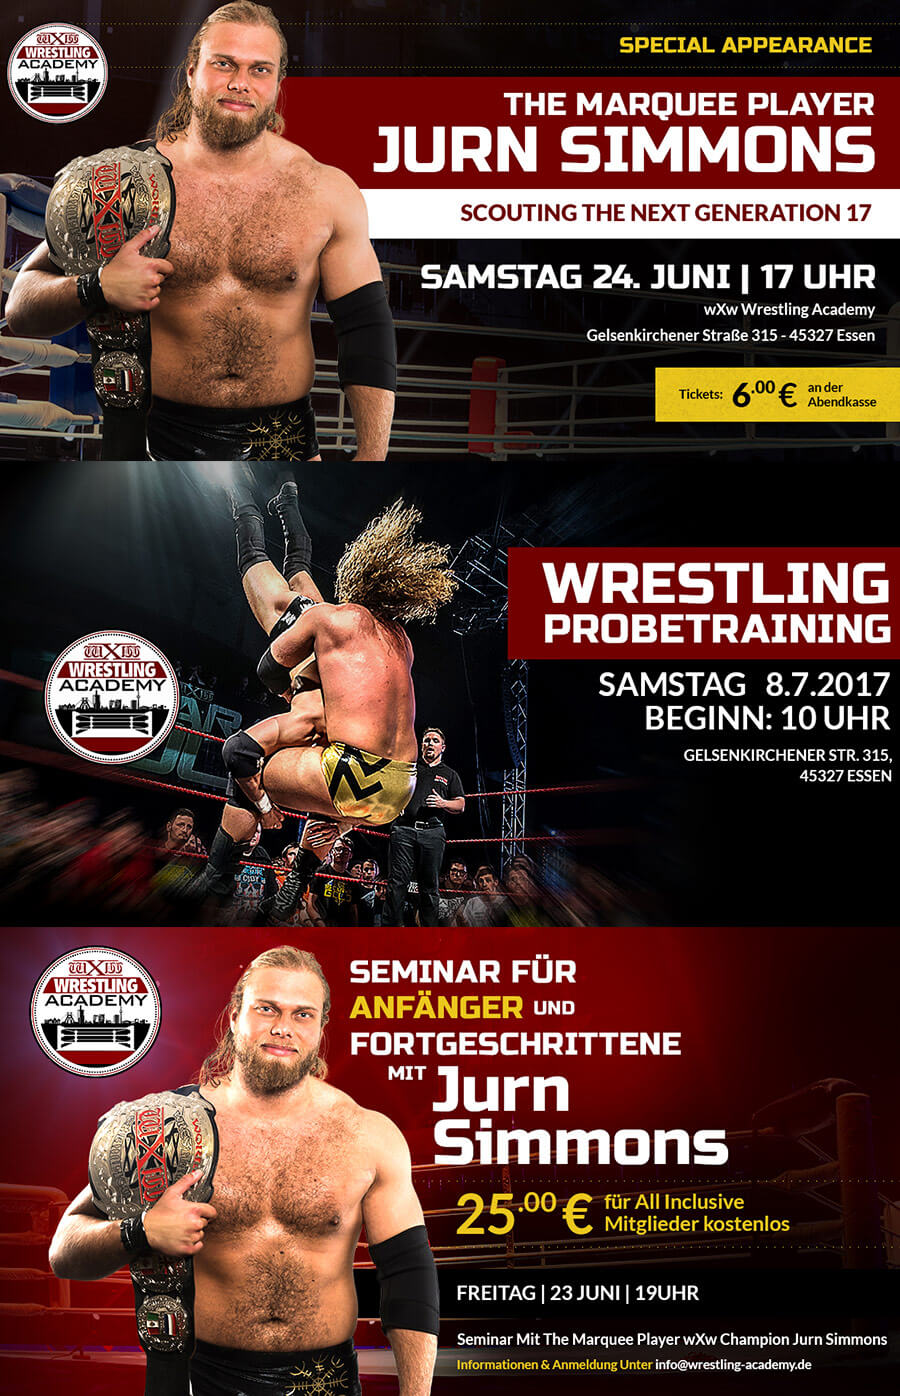 wXw
WRESTLING
ACADEMY
SPECIAL APPEARANCE
THE MARQUEE PLAYER
JURN SIMMONS
SCOUTING THE NEXT GENERATION 17
SAMSTAG 24. JUNI | 17 UHR
wXw Wrestling Academy
Gelsenkirchener Straße 315 - 45327 Essen
Tickets: 6.00 € an der
Abendkasse
wXw
WRESTLING
PROBETRAINING
wXw
WRESTLING
ACADEMY
SAMSTAG 8.7.2017
BEGINN: 10 UHR
GELSENKIRCHENER STR. 315,
45327 ESSEN
wXw
WRESTLING
ACADEMY
SEMINAR FÜR
ANFÄNGER UND
FORTGESCHRITTENE
MIT Jurn
Simmons
wXw
25.00 € für All Inclusive
Mitglieder kostenlos
FREITAG | 23 JUNI | 19UHR
Seminar Mit The Marquee Player wXw Champion Jurn Simmons
Informationen & Anmeldung Unter info@wrestling-academy.de